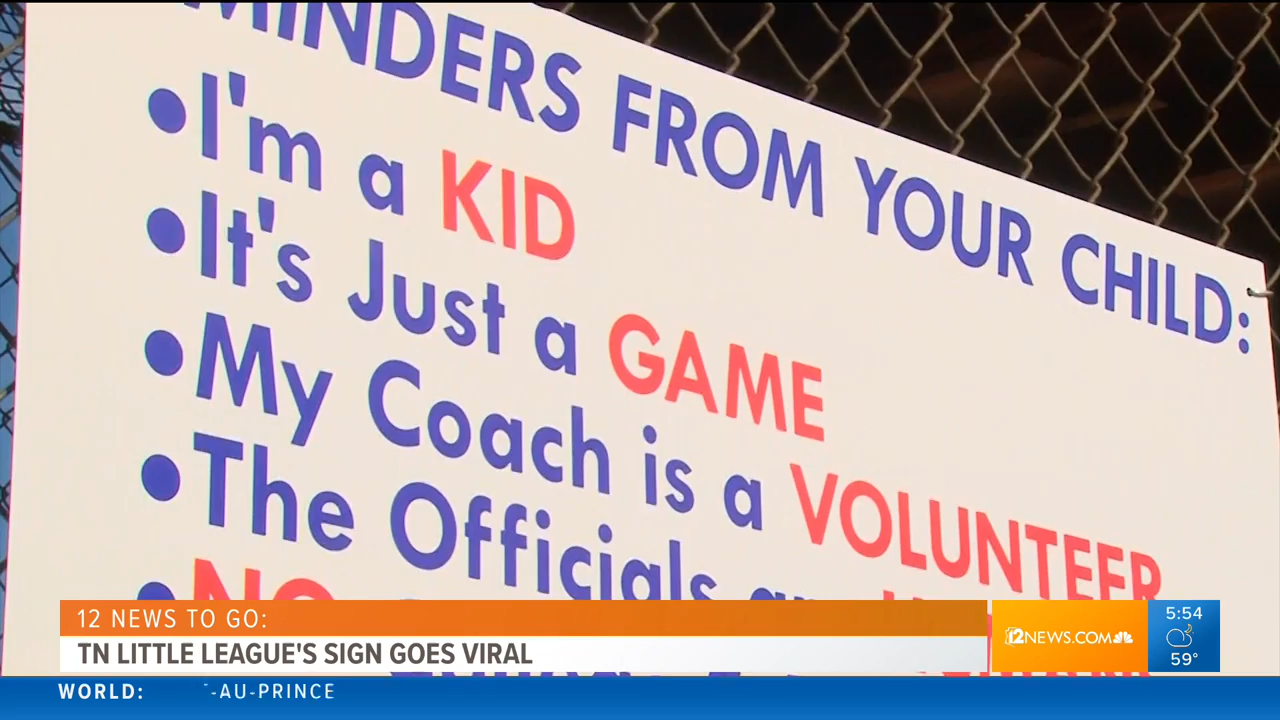 FROM YOUR CHILD:
•I'm a KID
•It's Just a GAME
•My Coach is a VOLUNTEER
•The Officials
12 NEWS TO GO:
TN LITTLE LEAGUE'S SIGN GOES VIRAL
12NEWS.COM
5:54
59°
WORLD: -AU-PRINCE